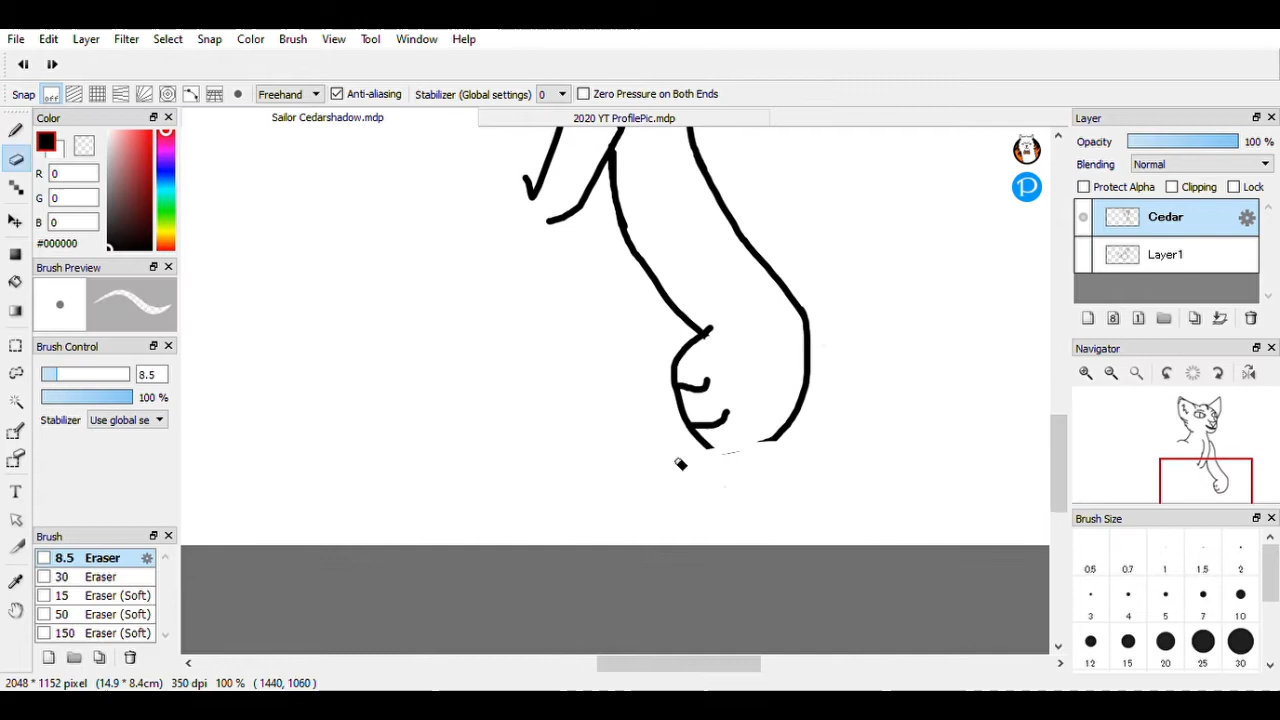 File Edit Layer Filter Select Snap Color Brush View Tool Window Help
Snap off Freehand Anti-aliasing Stabilizer (Global settings) 0 Zero Pressure on Both Ends
Color
R 0
G 0
B 0
#000000
Brush Preview
Brush Control
8.5
100 %
Stabilizer Use global se
Brush
8.5 Eraser
30 Eraser
15 Eraser (Soft)
50 Eraser (Soft)
150 Eraser (Soft)
Sailor Cedarshadow.mdp 2020 YT ProfilePic.mdp
P
Layer
Opacity 100 %
Blending Normal
Protect Alpha Clipping Lock
Cedar
Layer1
8 1
Navigator
Brush Size
0.5 0.7 1 1.5 2
3 4 5 7 10
12 15 20 25 30
2048 * 1152 pixel (14.9 * 8.4cm) 350 dpi 100 % ( 1440, 1060 )